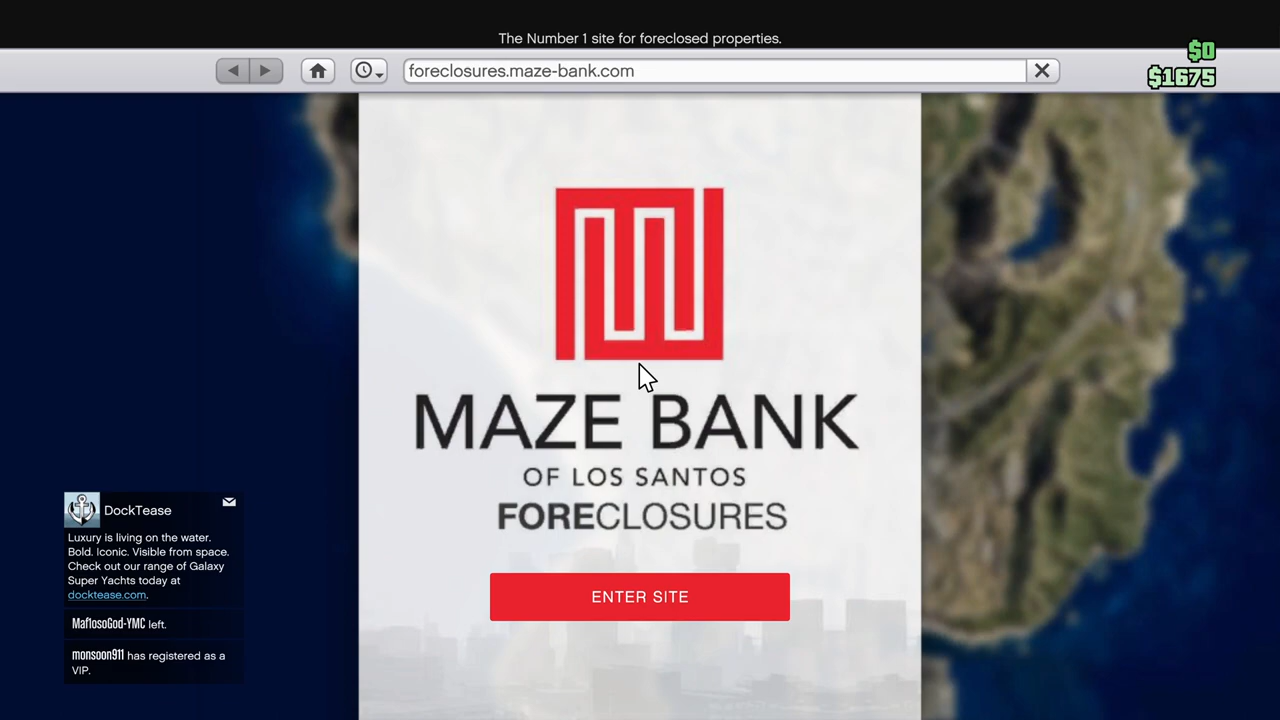 The Number 1 site for foreclosed properties.
foreclosures.maze-bank.com
$0
$1675
MAZE BANK
OF LOS SANTOS
FORECLOSURES
ENTER SITE
DockTease
Luxury is living on the water.
Bold. Iconic. Visible from space.
Check out our range of Galaxy
Super Yachts today at
docktease.com.
MafiosoGod-YMC left.
monsoon911 has registered as a
VIP.